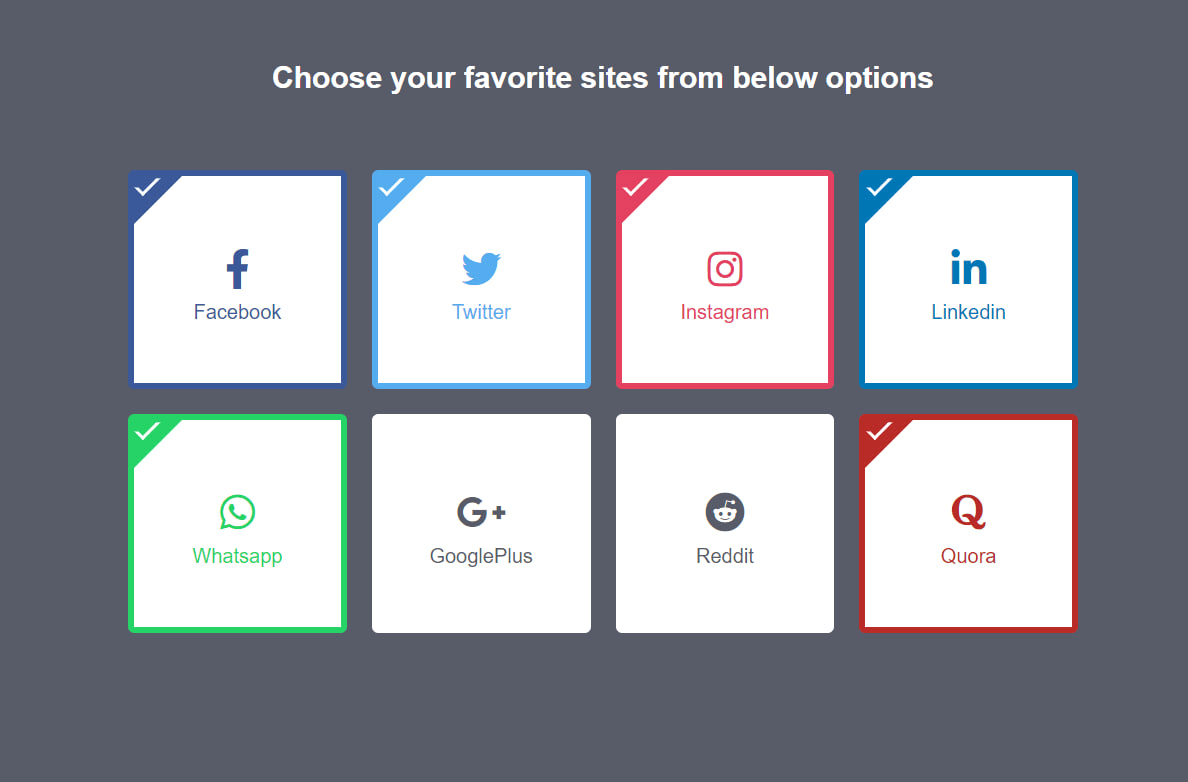 Choose your favorite sites from below options
Facebook
Twitter
Instagram
Linkedin
Whatsapp
GooglePlus
Reddit
Quora